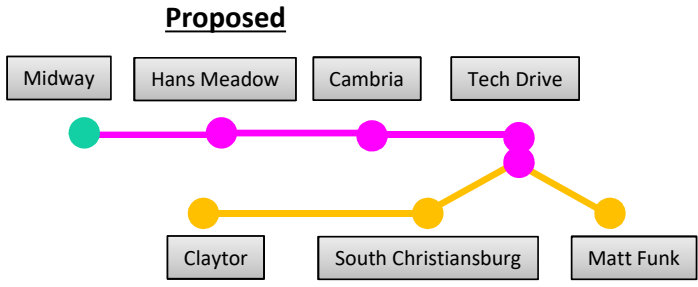 Proposed
Midway
Hans Meadow
Cambria
Tech Drive
Claytor
South Christiansburg
Matt Funk